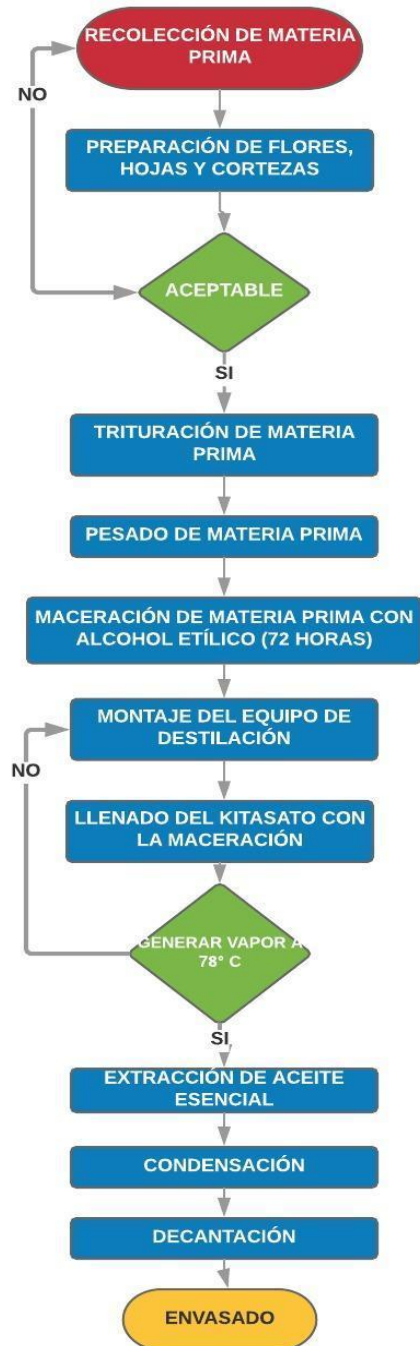 RECOLECCIÓN DE MATERIA
PRIMA
NO
PREPARACIÓN DE FLORES,
HOJAS Y CORTEZAS
ACEPTABLE
SI
TRITURACIÓN DE MATERIA
PRIMA
PESADO DE MATERIA PRIMA
MACERACIÓN DE MATERIA PRIMA CON
ALCOHOL ETÍLICO (72 HORAS)
MONTAJE DEL EQUIPO DE
DESTILACIÓN
NO
LLENADO DEL KITASATO CON
LA MACERACIÓN
GENERAR VAPOR A
78° C
SI
EXTRACCIÓN DE ACEITE
ESENCIAL
CONDENSACIÓN
DECANTACIÓN
ENVASADO